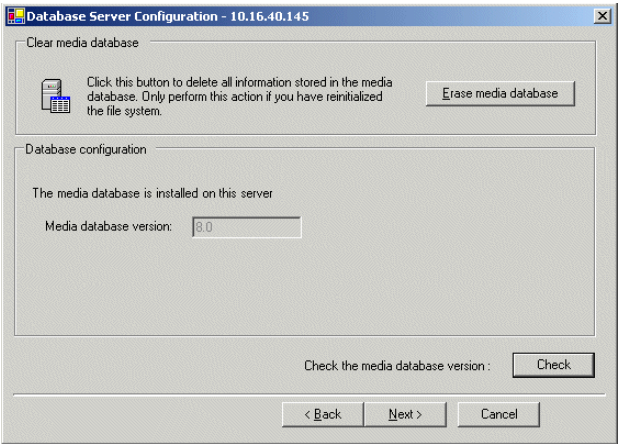 Database Server Configuration - 10.16.40.145
Clear media database
Click this button to delete all information stored in the media
database. Only perform this action if you have reinitialized
the file system.
Erase media database
Database configuration
The media database is installed on this server
Media database version: 8.0
Check the media database version : Check
< Back Next > Cancel